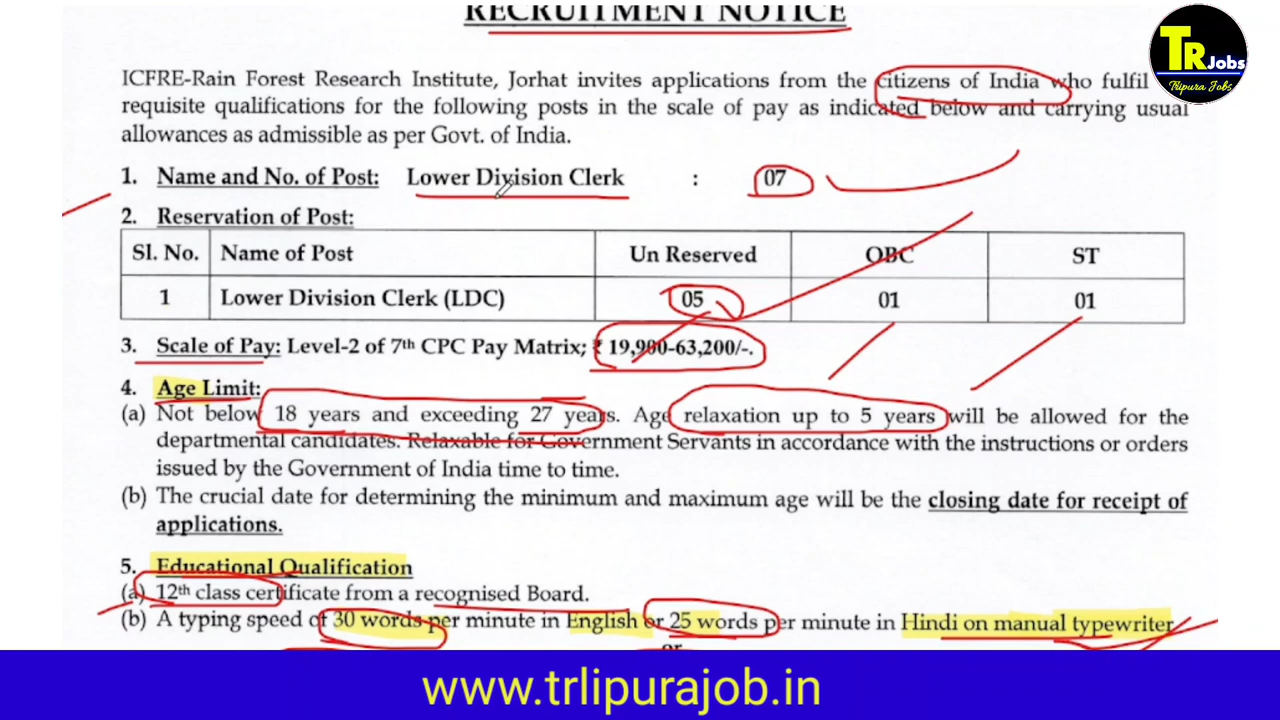 RECRUITMENT NOTICE
TR Jobs
Tripura Jobs
ICFRE-Rain Forest Research Institute, Jorhat invites applications from the citizens of India who fulfil
requisite qualifications for the following posts in the scale of pay as indicated below and carrying usual
allowances as admissible as per Govt. of India.
1. Name and No. of Post: Lower Division Clerk : 07
2. Reservation of Post:
Sl. No. Name of Post Un Reserved OBC ST
1 Lower Division Clerk (LDC) 05 01 01
3. Scale of Pay: Level-2 of 7th CPC Pay Matrix; ₹ 19,900-63,200/-.
4. Age Limit:
(a) Not below 18 years and exceeding 27 years. Age relaxation up to 5 years will be allowed for the
departmental candidates. Relaxable for Government Servants in accordance with the instructions or orders
issued by the Government of India time to time.
(b) The crucial date for determining the minimum and maximum age will be the closing date for receipt of
applications.
5. Educational Qualification
(a) 12th class certificate from a recognised Board.
(b) A typing speed of 30 words per minute in English or 25 words per minute in Hindi on manual typewriter
or
www.trlipurajob.in